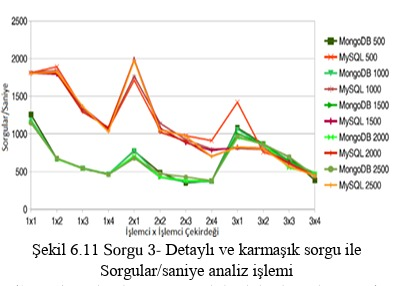 2500
2000
1500
1000
500
0
Sorgular/Saniye
1x1 1x2 1x3 1x4 2x1 2x2 2x3 2x4 3x1 3x2 3x3 3x4
İşlemci x İşlemci Çekirdeği
MongoDB 500
MySQL 500
MongoDB 1000
MySQL 1000
MongoDB 1500
MySQL 1500
MongoDB 2000
MySQL 2000
MongoDB 2500
MySQL 2500
Şekil 6.11 Sorgu 3- Detaylı ve karmaşık sorgu ile
Sorgular/saniye analiz işlemi